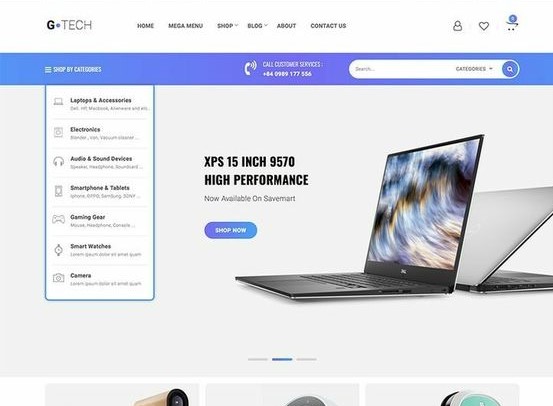 G TECH
HOME MEGA MENU SHOP BLOG ABOUT CONTACT US
0
SHOP BY CATEGORIES
CALL CUSTOMER SERVICES :
+84 0989 177 556
Search...
CATEGORIES
Laptops & Accessories
Dell, HP, Macbook, Anyware and etc.
Electronics
Blender, Iron, Vacuum cleaner ...
Audio & Sound Devices
Speaker, Headphone, Soundcard ...
Smartphone & Tablets
Iphone, OPPO, Samsung, SONY ...
Gaming Gear
Mouse, Headphone, Console ...
Smart Watches
Lorem ipsum dolor sit amet quam
Camera
Lorem ipsum dolor sit amet quam
XPS 15 INCH 9570
HIGH PERFORMANCE
Now Available On Savemart
SHOP NOW
DELL